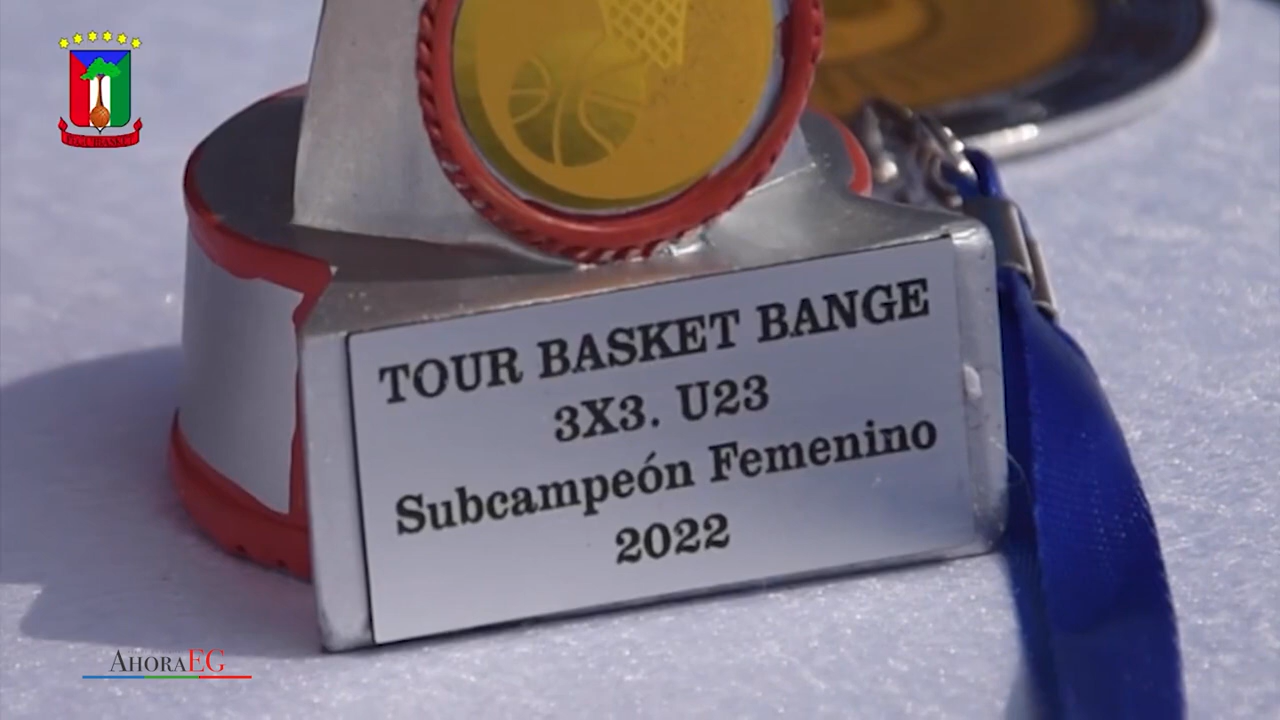 TOUR BASKET BANGE
3X3. U23
Subcampeón Femenino
2022
AHORAEG